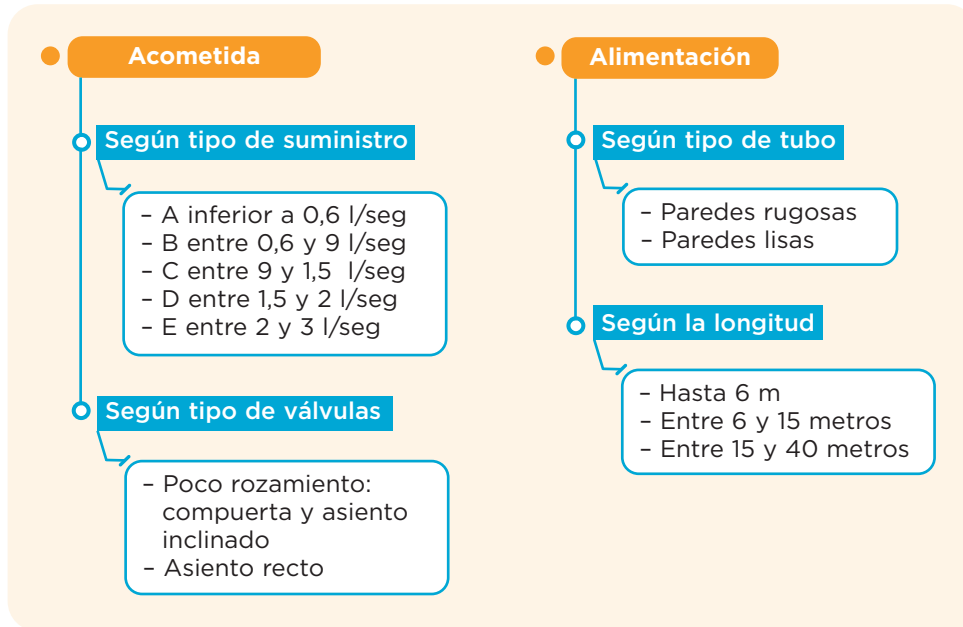 Acometida
Según tipo de suministro
– A inferior a 0,6 l/seg
– B entre 0,6 y 9 l/seg
– C entre 9 y 1,5 l/seg
– D entre 1,5 y 2 l/seg
– E entre 2 y 3 l/seg
Según tipo de válvulas
– Poco rozamiento:
compuerta y asiento
inclinado
– Asiento recto
Alimentación
Según tipo de tubo
– Paredes rugosas
– Paredes lisas
Según la longitud
– Hasta 6 m
– Entre 6 y 15 metros
– Entre 15 y 40 metros